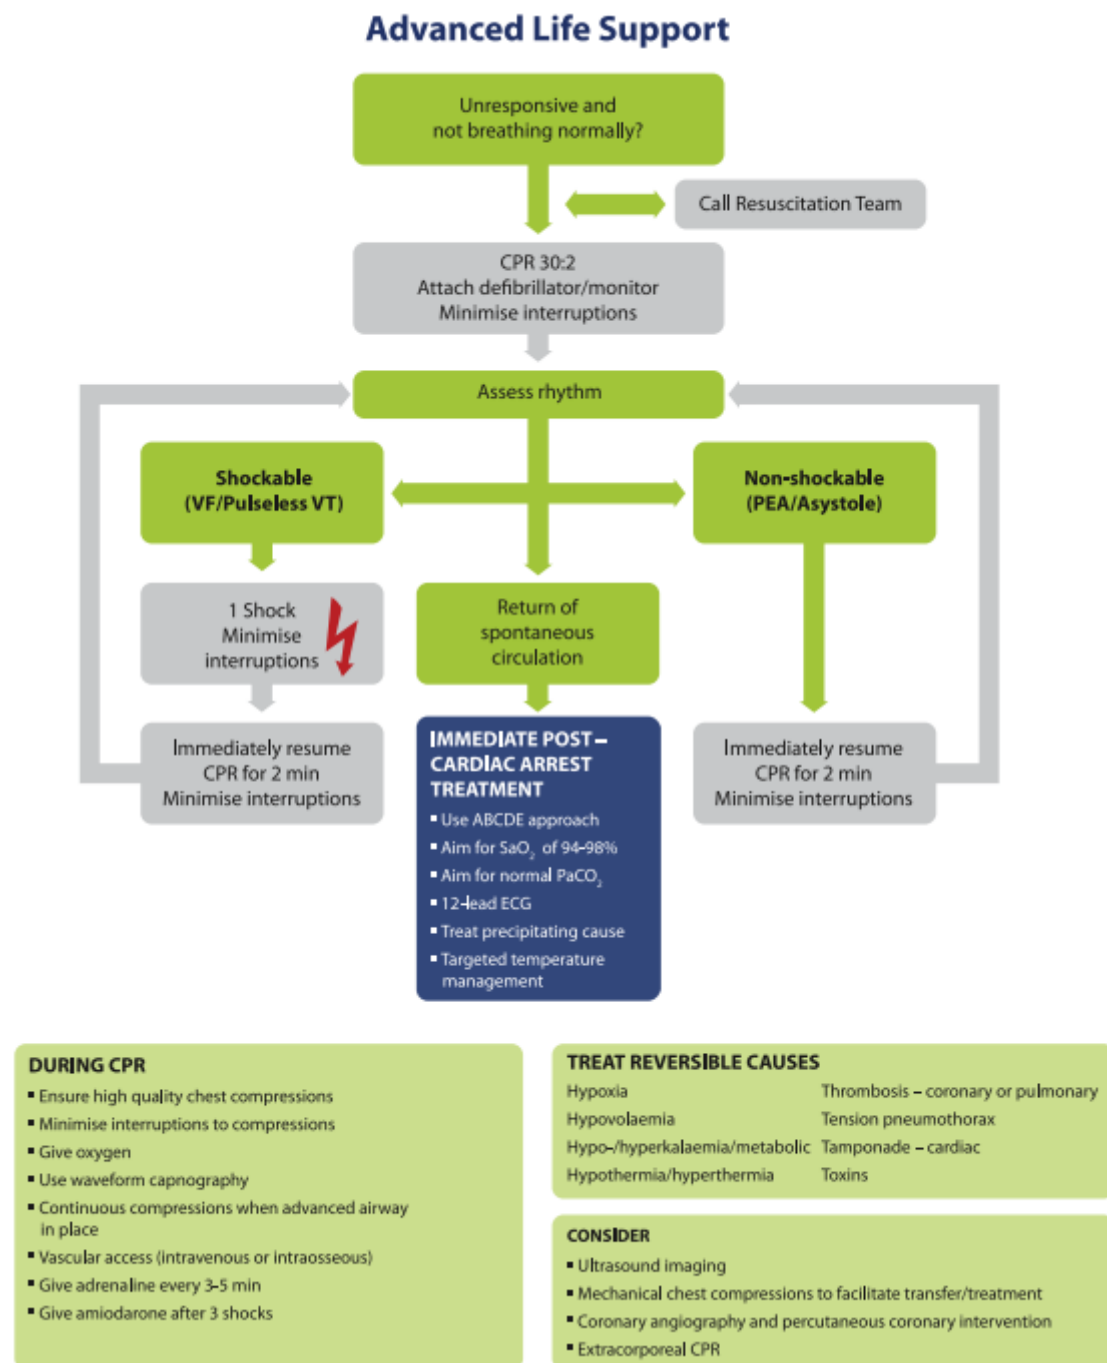 Advanced Life Support
Unresponsive and
not breathing normally?
Call Resuscitation Team
CPR 30:2
Attach defibrillator/monitor
Minimise interruptions
Assess rhythm
Shockable
(VF/Pulseless VT)
Non-shockable
(PEA/Asystole)
1 Shock
Minimise
interruptions
Return of
spontaneous
circulation
Immediately resume
CPR for 2 min
Minimise interruptions
IMMEDIATE POST–
CARDIAC ARREST
TREATMENT
▪ Use ABCDE approach
▪ Aim for SaO₂ of 94-98%
▪ Aim for normal PaCO₂
▪ 12-lead ECG
▪ Treat precipitating cause
▪ Targeted temperature
management
Immediately resume
CPR for 2 min
Minimise interruptions
DURING CPR
▪ Ensure high quality chest compressions
▪ Minimise interruptions to compressions
▪ Give oxygen
▪ Use waveform capnography
▪ Continuous compressions when advanced airway
in place
▪ Vascular access (intravenous or intraosseous)
▪ Give adrenaline every 3-5 min
▪ Give amiodarone after 3 shocks
TREAT REVERSIBLE CAUSES
Hypoxia Thrombosis – coronary or pulmonary
Hypovolaemia Tension pneumothorax
Hypo-/hyperkalaemia/metabolic Tamponade – cardiac
Hypothermia/hyperthermia Toxins
CONSIDER
▪ Ultrasound imaging
▪ Mechanical chest compressions to facilitate transfer/treatment
▪ Coronary angiography and percutaneous coronary intervention
▪ Extracorporeal CPR